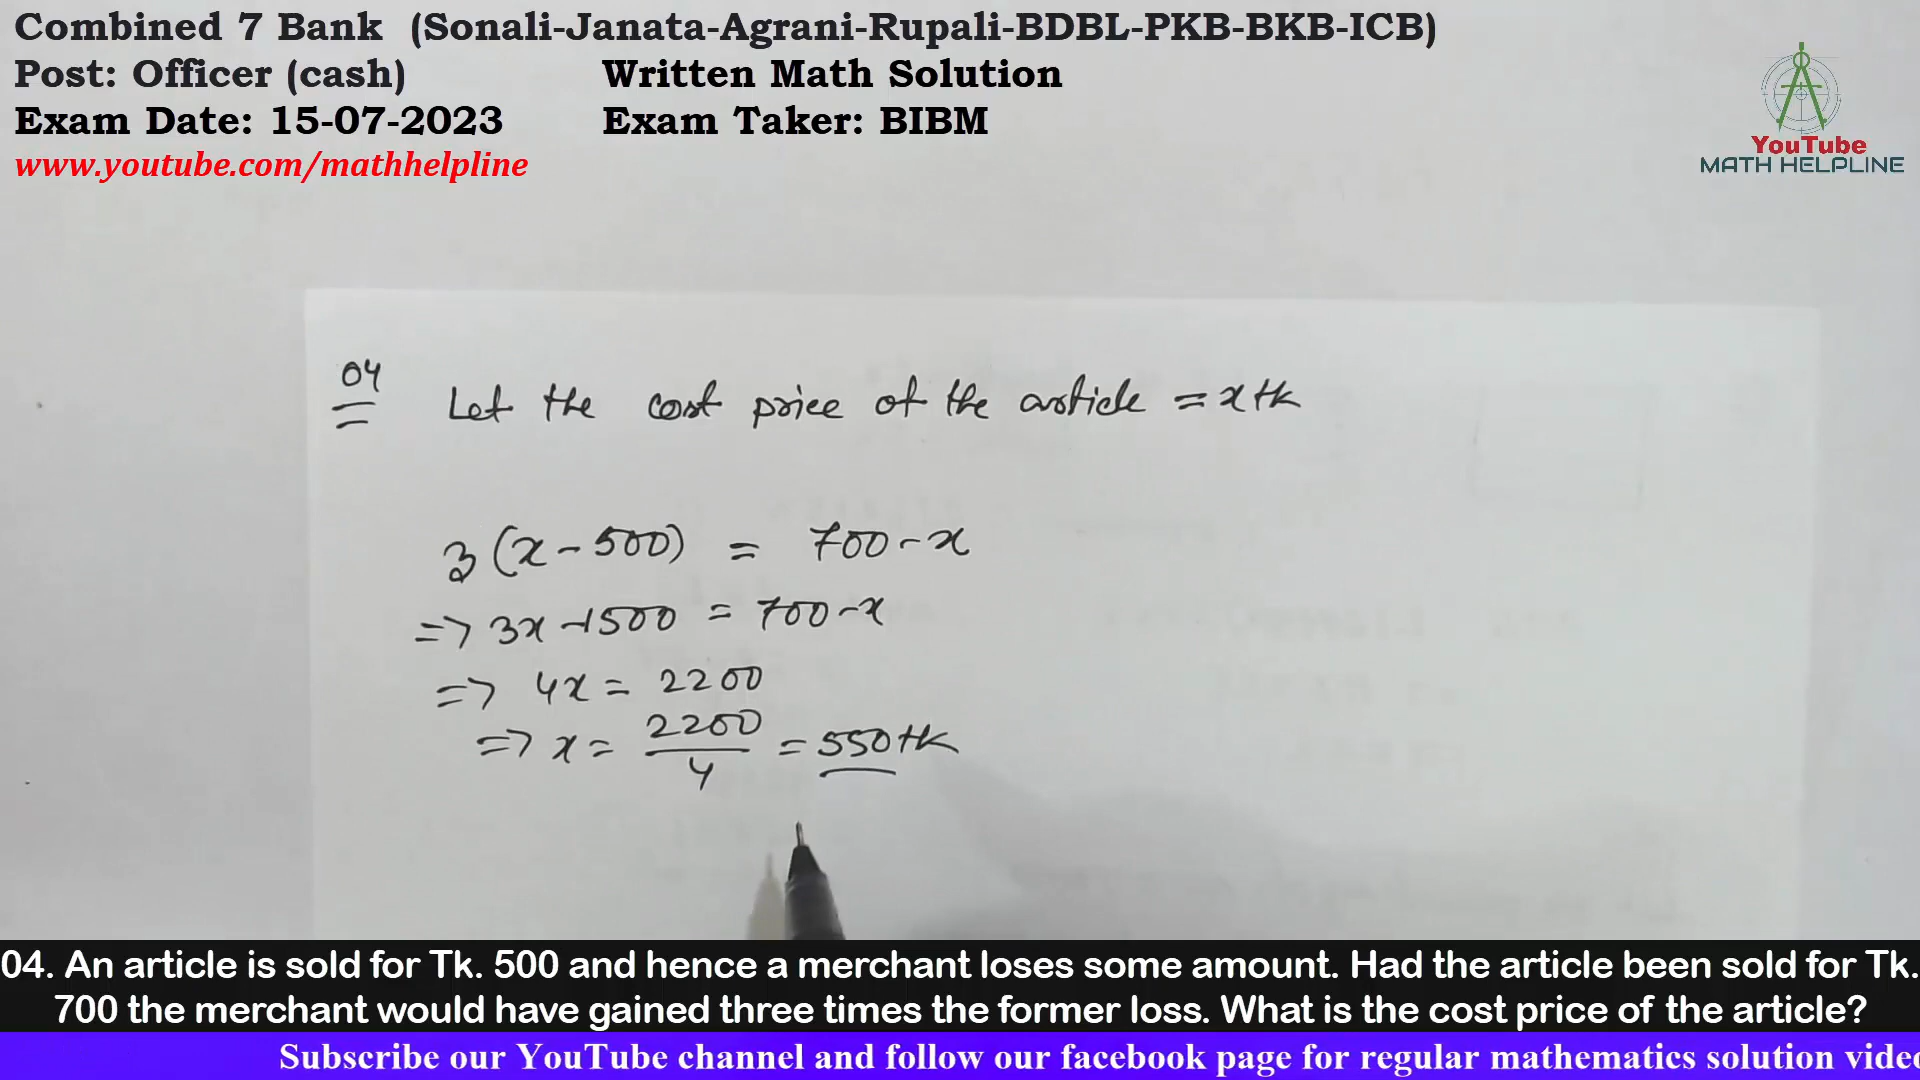 Combined 7 Bank (Sonali-Janata-Agrani-Rupali-BDBL-PKB-BKB-ICB)
Post: Officer (cash) Written Math Solution
Exam Date: 15-07-2023 Exam Taker: BIBM
www.youtube.com/mathhelpline
YouTube
MATH HELPLINE
04 Let the cost price of the article = x tk
3(x-500) = 700-x
=> 3x-1500 = 700-x
=> 4x = 2200
=> x = 2200/4 = 550 tk
04. An article is sold for Tk. 500 and hence a merchant loses some amount. Had the article been sold for Tk.
700 the merchant would have gained three times the former loss. What is the cost price of the article?
Subscribe our YouTube channel and follow our facebook page for regular mathematics solution video